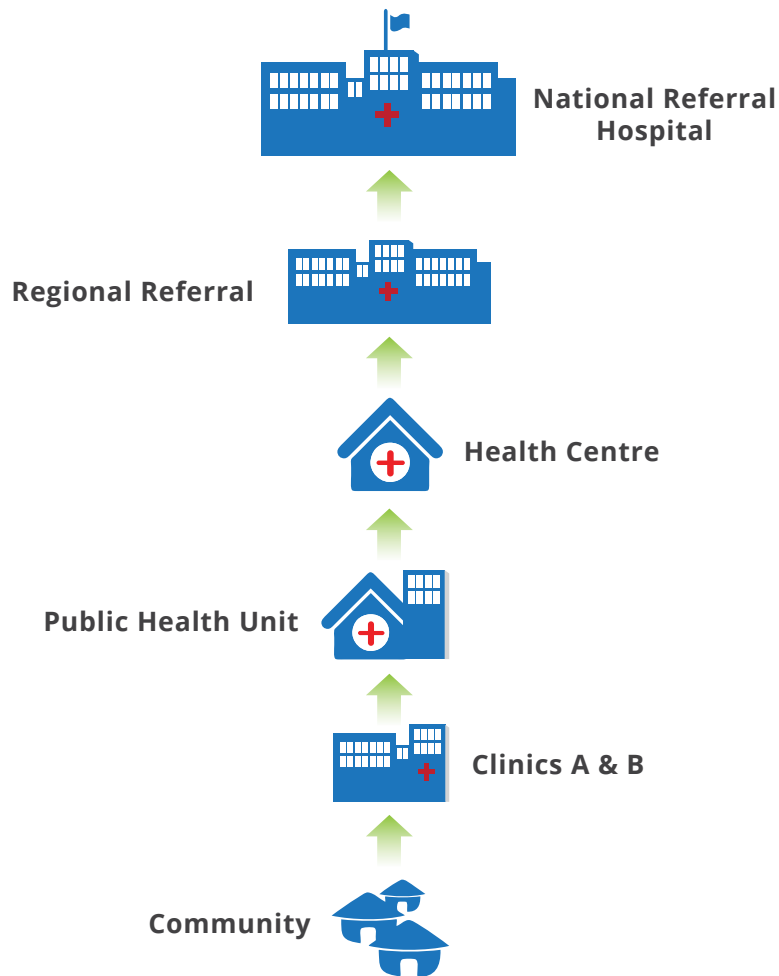 National Referral
Hospital
Regional Referral
Health Centre
Public Health Unit
Clinics A & B
Community